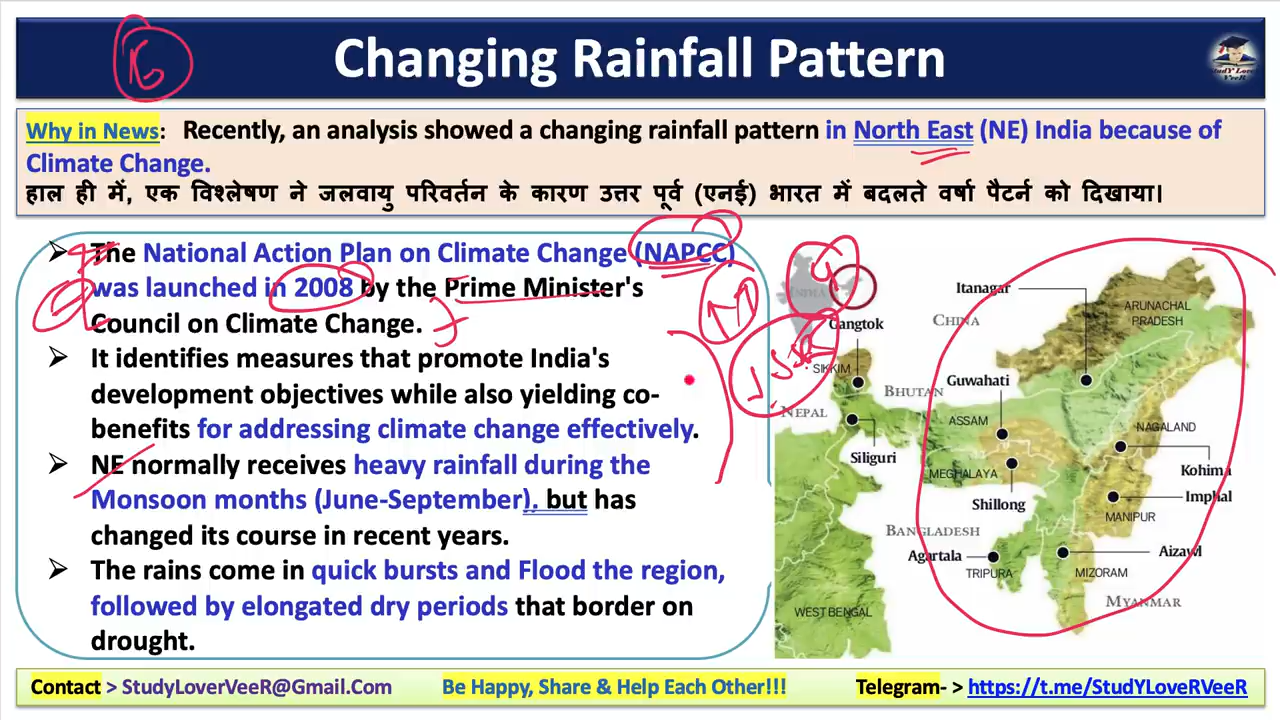 Changing Rainfall Pattern
StudY Lover
VeeR
Why in News: Recently, an analysis showed a changing rainfall pattern in North East (NE) India because of
Climate Change.
हाल ही में, एक विश्लेषण ने जलवायु परिवर्तन के कारण उत्तर पूर्व (एनई) भारत में बदलते वर्षा पैटर्न को दिखाया।
The National Action Plan on Climate Change (NAPCC)
was launched in 2008 by the Prime Minister's
Council on Climate Change.
It identifies measures that promote India's
development objectives while also yielding co-
benefits for addressing climate change effectively.
NE normally receives heavy rainfall during the
Monsoon months (June-September). but has
changed its course in recent years.
The rains come in quick bursts and Flood the region,
followed by elongated dry periods that border on
drought.
INDIA
Itanagar
ARUNACHAL
PRADESH
CHINA
Gangtok
SIKKIM
Guwahati
BHUTAN
NEPAL
ASSAM
NAGALAND
Siliguri
MEGHALAYA
Kohima
Shillong
Imphal
MANIPUR
BANGLADESH
Agartala
Aizawl
TRIPURA
MIZORAM
MYANMAR
WEST BENGAL
Contact > StudyLoverVeeR@Gmail.Com
Be Happy, Share & Help Each Other!!!
Telegram- > https://t.me/StudYLoveRVeeR